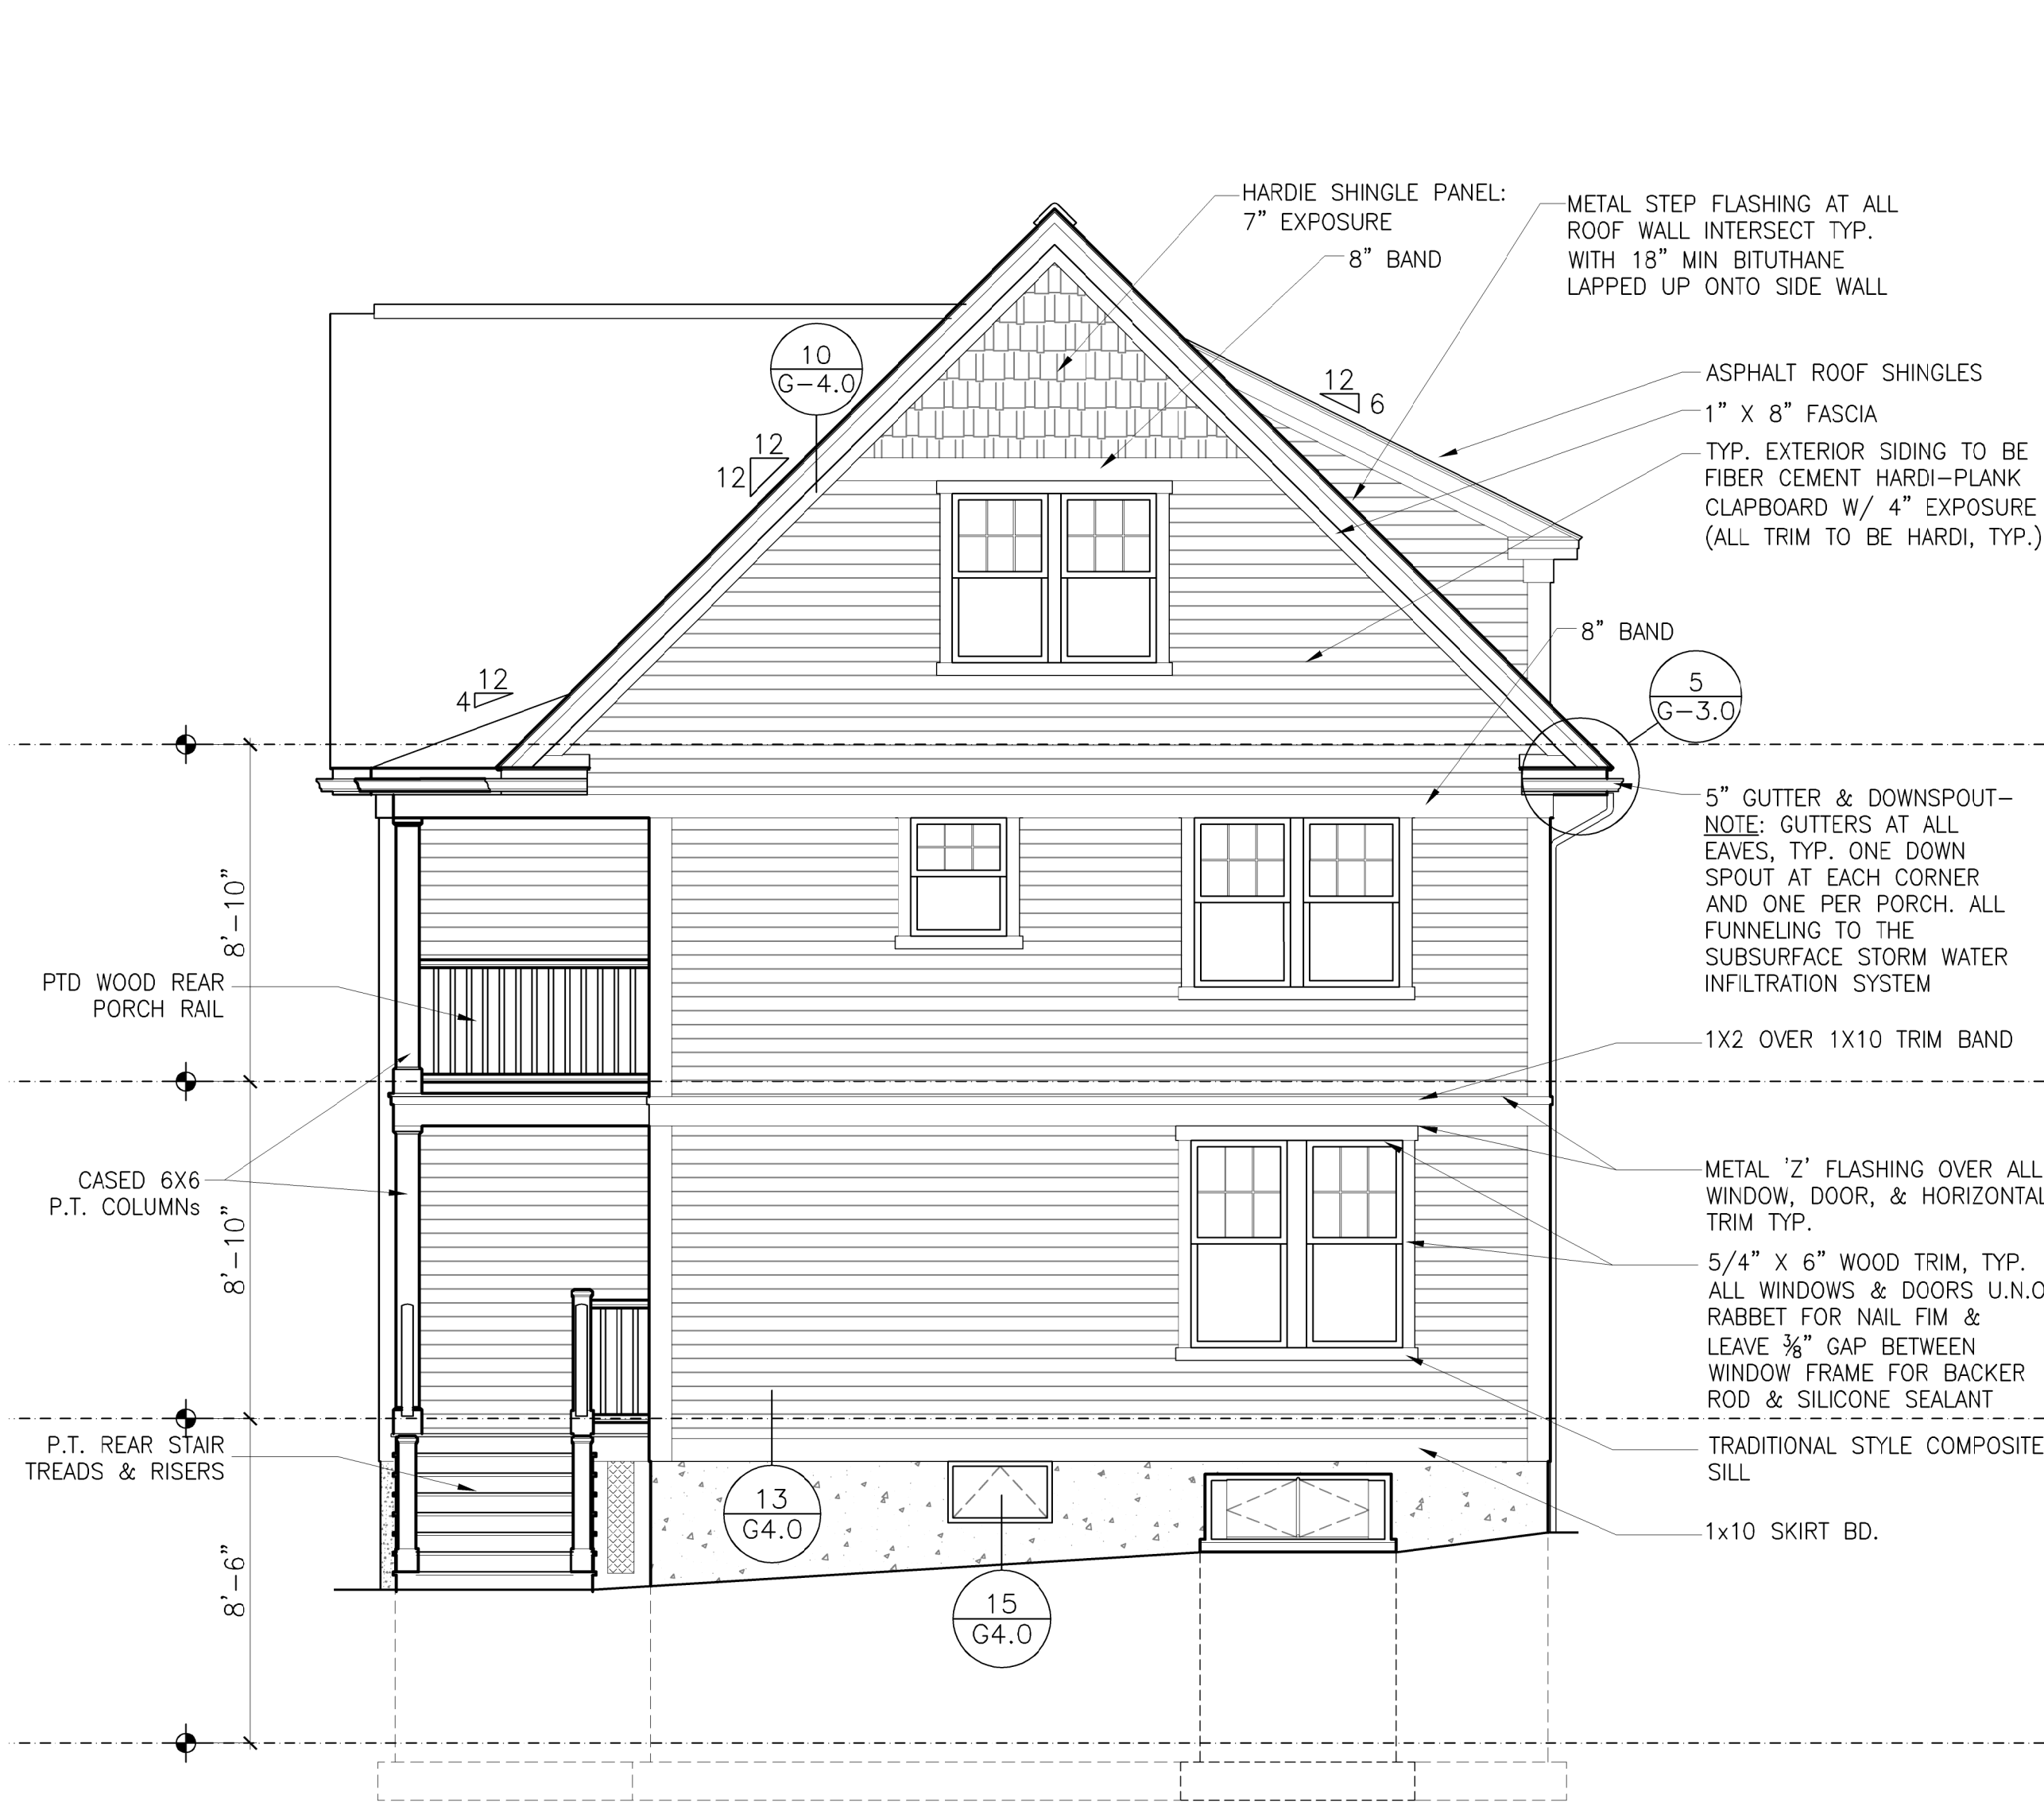 HARDIE SHINGLE PANEL:
7" EXPOSURE
8" BAND
METAL STEP FLASHING AT ALL
ROOF WALL INTERSECT TYP.
WITH 18" MIN BITUTHANE
LAPPED UP ONTO SIDE WALL
10
G-4.0
12
6
ASPHALT ROOF SHINGLES
1" X 8" FASCIA
12
12
TYP. EXTERIOR SIDING TO BE
FIBER CEMENT HARDI-PLANK
CLAPBOARD W/ 4" EXPOSURE
(ALL TRIM TO BE HARDI, TYP.)
8" BAND
12
4
5
G-3.0
5" GUTTER & DOWNSPOUT-
NOTE: GUTTERS AT ALL
EAVES, TYP. ONE DOWN
SPOUT AT EACH CORNER
AND ONE PER PORCH. ALL
FUNNELING TO THE
SUBSURFACE STORM WATER
INFILTRATION SYSTEM
8'-10"
PTD WOOD REAR
PORCH RAIL
1X2 OVER 1X10 TRIM BAND
CASED 6X6
P.T. COLUMNs
8'-10"
METAL 'Z' FLASHING OVER ALL
WINDOW, DOOR, & HORIZONTAL
TRIM TYP.
5/4" X 6" WOOD TRIM, TYP.
ALL WINDOWS & DOORS U.N.O
RABBET FOR NAIL FIM &
LEAVE ⅜" GAP BETWEEN
WINDOW FRAME FOR BACKER
ROD & SILICONE SEALANT
P.T. REAR STAIR
TREADS & RISERS
TRADITIONAL STYLE COMPOSITE
SILL
13
G4.0
1x10 SKIRT BD.
8'-6"
15
G4.0